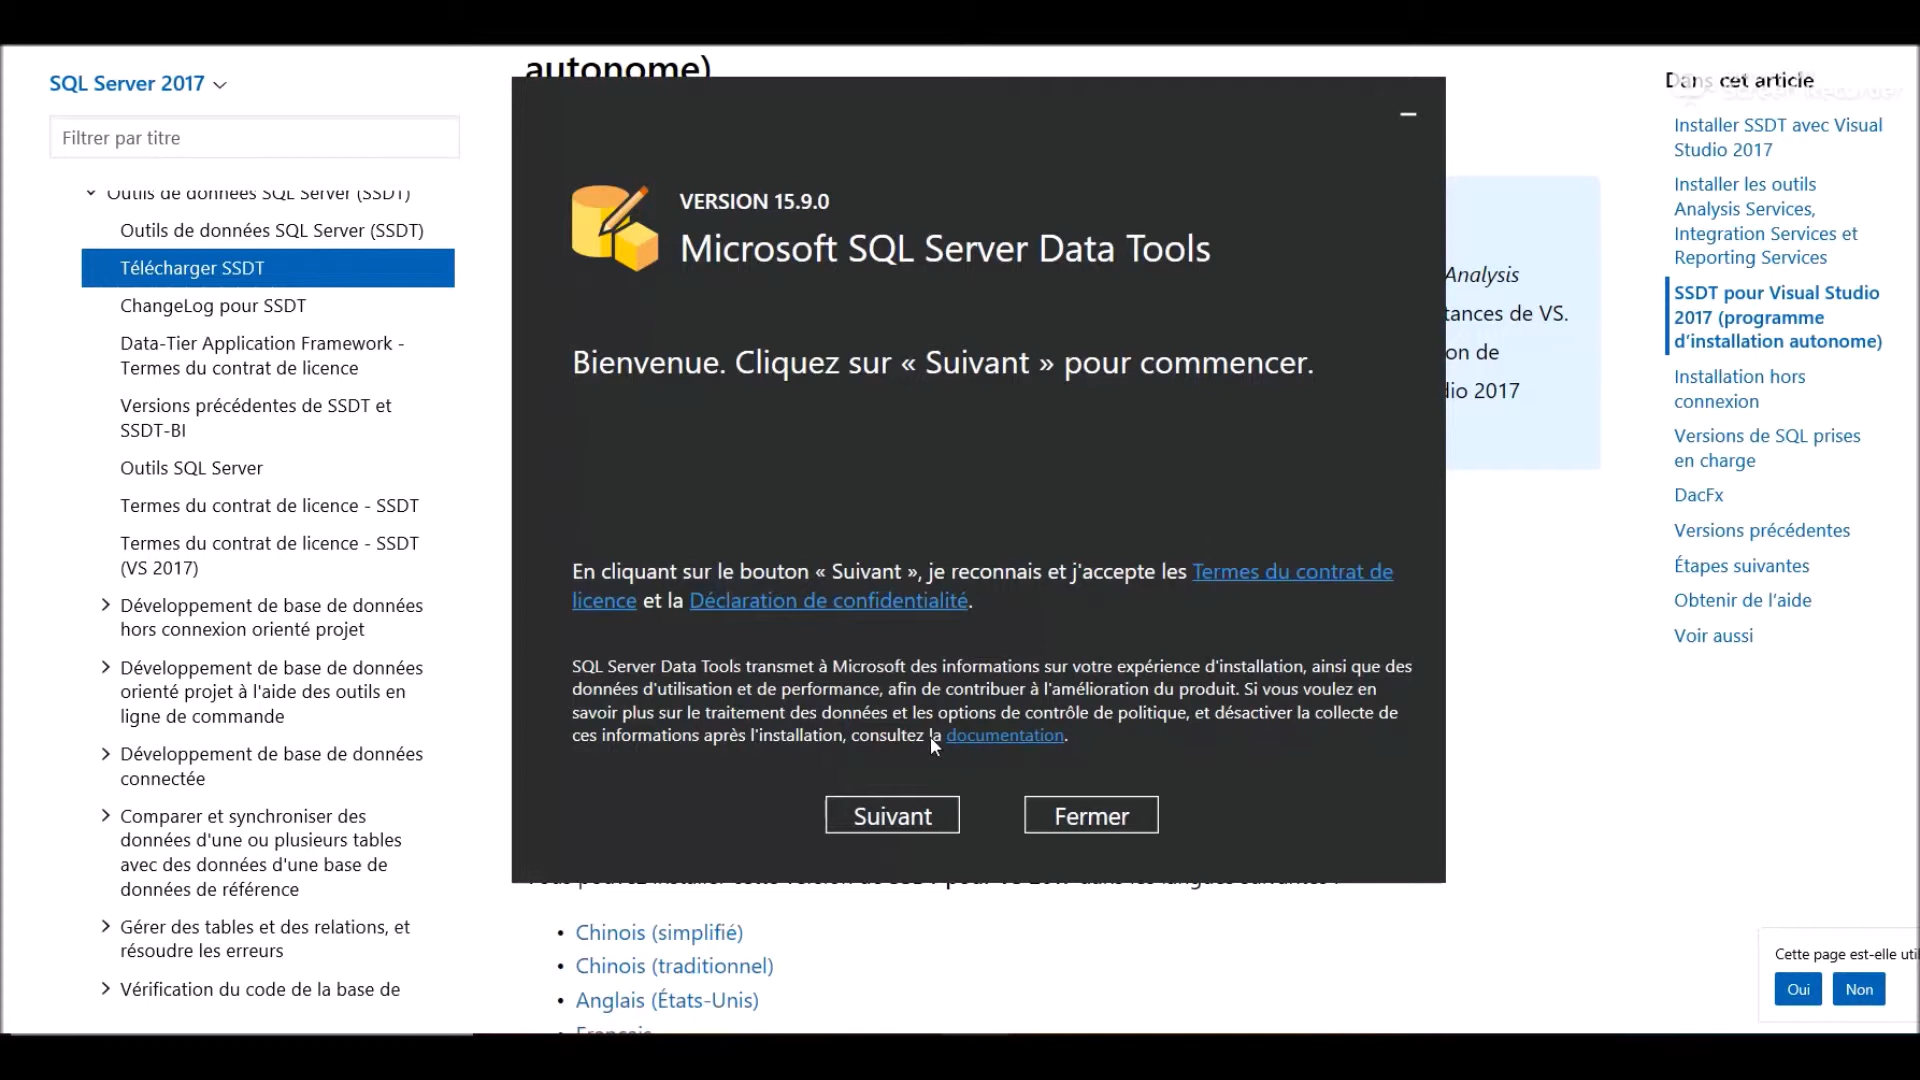 SQL Server 2017
Filtrer par titre
Outils de données SQL Server (SSDT)
Outils de données SQL Server (SSDT)
Télécharger SSDT
ChangeLog pour SSDT
Data-Tier Application Framework -
Termes du contrat de licence
Versions précédentes de SSDT et
SSDT-BI
Outils SQL Server
Termes du contrat de licence - SSDT
Termes du contrat de licence - SSDT
(VS 2017)
Développement de base de données
hors connexion orienté projet
Développement de base de données
orienté projet à l'aide des outils en
ligne de commande
Développement de base de données
connectée
Comparer et synchroniser des
données d'une ou plusieurs tables
avec des données d'une base de
données de référence
Gérer des tables et des relations, et
résoudre les erreurs
Vérification du code de la base de
autonome)
VERSION 15.9.0
Microsoft SQL Server Data Tools
Bienvenue. Cliquez sur « Suivant » pour commencer.
En cliquant sur le bouton « Suivant », je reconnais et j'accepte les Termes du contrat de
licence et la Déclaration de confidentialité.
SQL Server Data Tools transmet à Microsoft des informations sur votre expérience d'installation, ainsi que des
données d'utilisation et de performance, afin de contribuer à l'amélioration du produit. Si vous voulez en
savoir plus sur le traitement des données et les options de contrôle de politique, et désactiver la collecte de
ces informations après l'installation, consultez la documentation.
Suivant
Fermer
Analysis
tances de VS.
on de
dio 2017
• Chinois (simplifié)
• Chinois (traditionnel)
• Anglais (États-Unis)
Français
Dans cet article
Installer SSDT avec Visual
Studio 2017
Installer les outils
Analysis Services,
Integration Services et
Reporting Services
SSDT pour Visual Studio
2017 (programme
d'installation autonome)
Installation hors
connexion
Versions de SQL prises
en charge
DacFx
Versions précédentes
Étapes suivantes
Obtenir de l'aide
Voir aussi
Cette page est-elle uti
Oui
Non